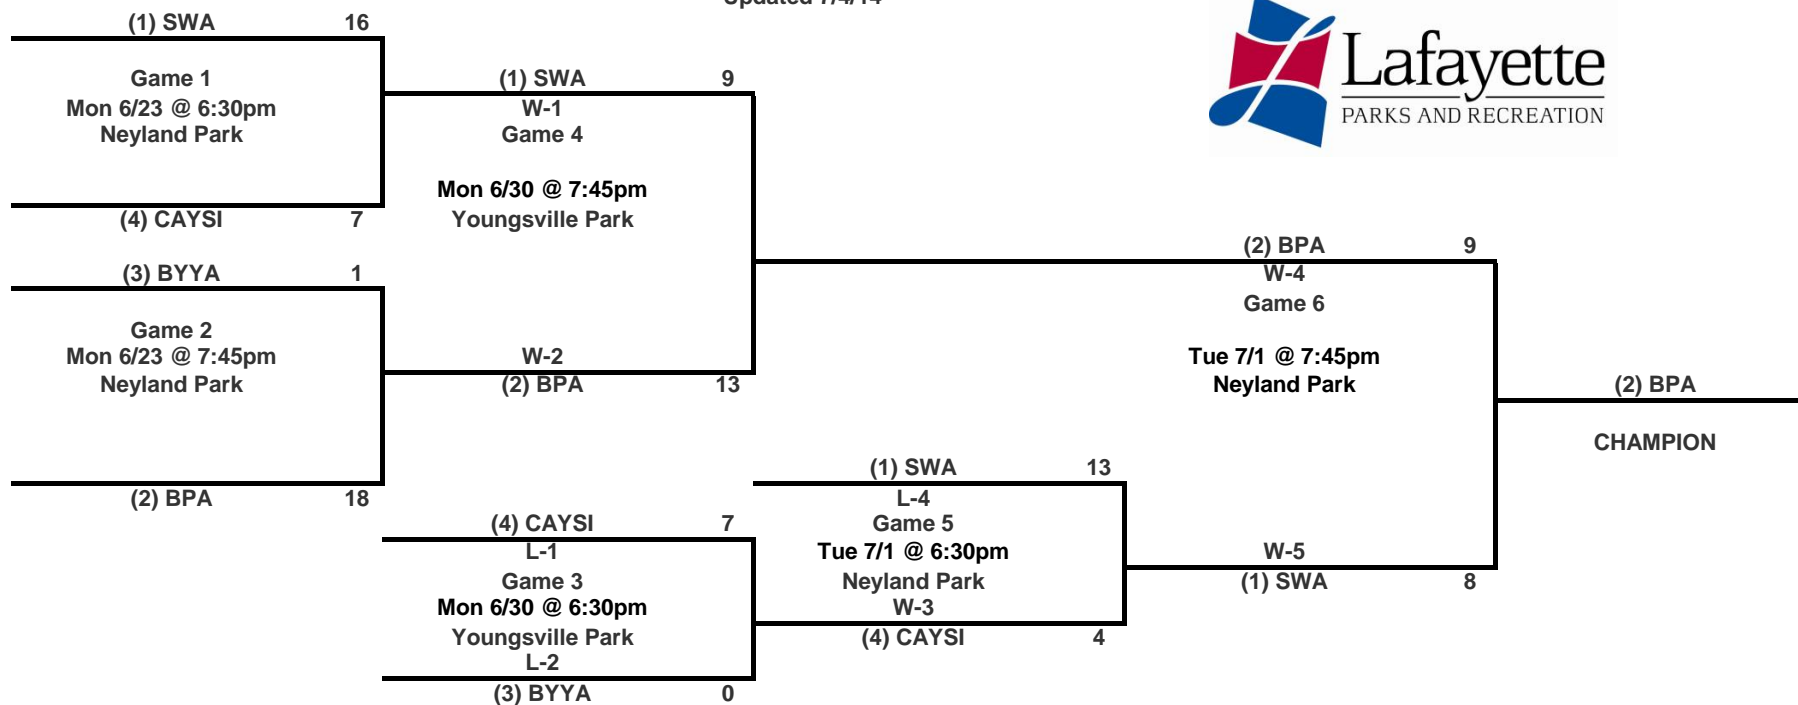 Updated 7/4/14
Lafayette
PARKS AND RECREATION
(1) SWA 16
Game 1
Mon 6/23 @ 6:30pm
Neyland Park
(4) CAYSI 7
(3) BYYA 1
Game 2
Mon 6/23 @ 7:45pm
Neyland Park
(2) BPA 18
(1) SWA 9
W-1
Game 4
Mon 6/30 @ 7:45pm
Youngsville Park
W-2
(2) BPA 13
(4) CAYSI 7
L-1
Game 3
Mon 6/30 @ 6:30pm
Youngsville Park
L-2
(3) BYYA 0
(1) SWA 13
L-4
Game 5
Tue 7/1 @ 6:30pm
Neyland Park
W-3
(4) CAYSI 4
(2) BPA 9
W-4
Game 6
Tue 7/1 @ 7:45pm
Neyland Park
W-5
(1) SWA 8
(2) BPA
CHAMPION